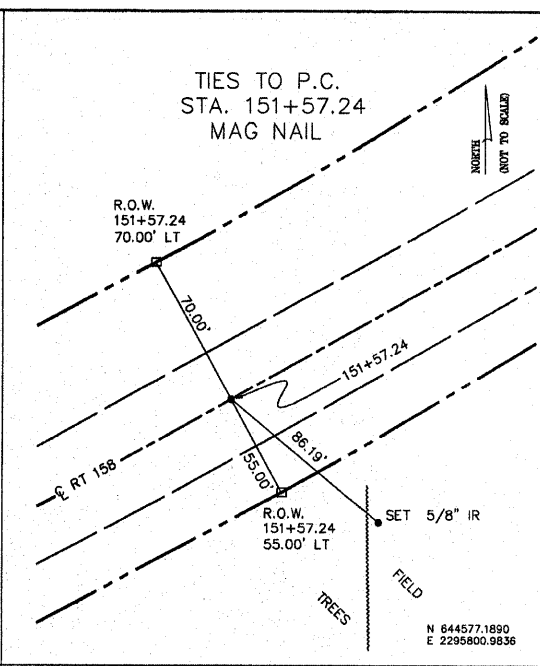 TIES TO P.C.
STA. 151+57.24
MAG NAIL
NORTH
(NOT TO SCALE)
R.O.W.
151+57.24
70.00' LT
70.00'
151+57.24
86.19'
55.00'
℄ RT 158
R.O.W.
151+57.24
55.00' LT
SET 5/8" IR
TREES
FIELD
N 644577.1890
E 2295800.9836